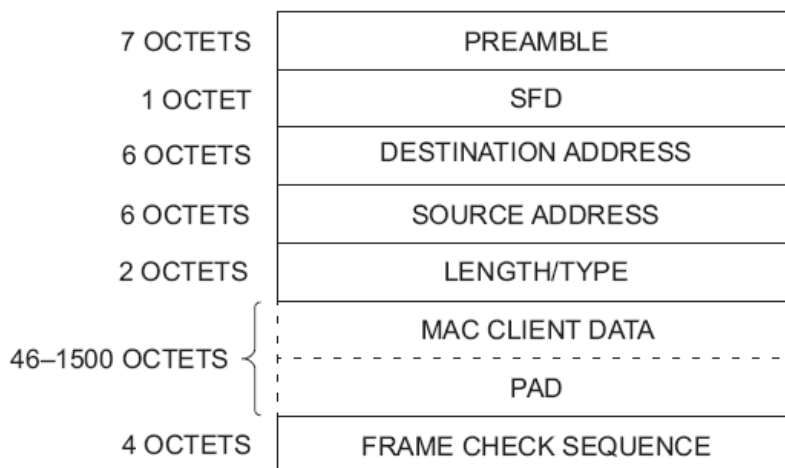 7 OCTETS PREAMBLE
1 OCTET SFD
6 OCTETS DESTINATION ADDRESS
6 OCTETS SOURCE ADDRESS
2 OCTETS LENGTH/TYPE
MAC CLIENT DATA
46–1500 OCTETS
PAD
4 OCTETS FRAME CHECK SEQUENCE